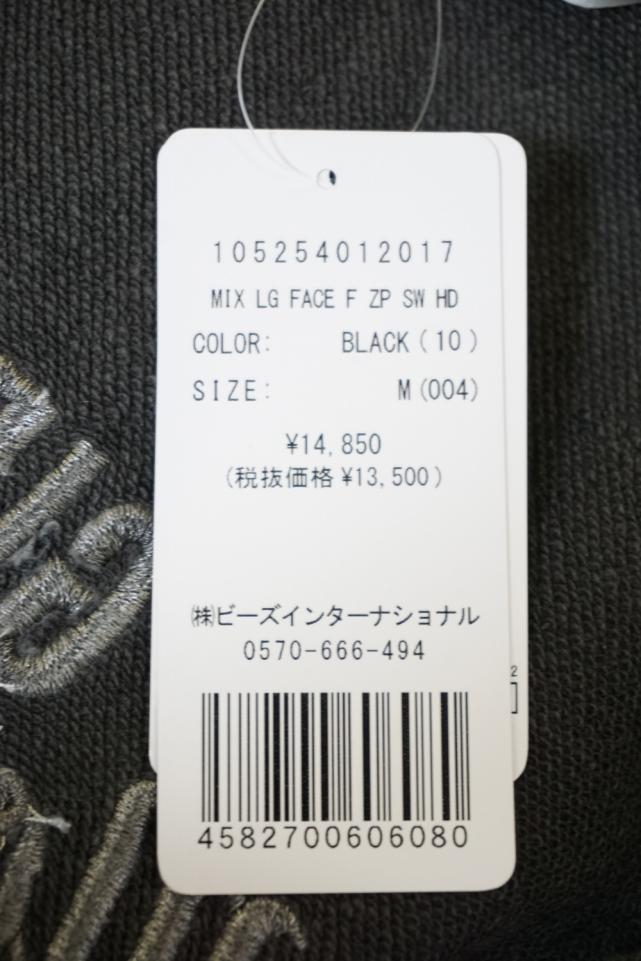 105254012017
MIX LG FACE F ZP SW HD
COLOR: BLACK(10)
SIZE: M(004)
¥14,850
(税抜価格 ¥13,500)
㈱ビーズインターナショナル
0570-666-494
4582700606080
2